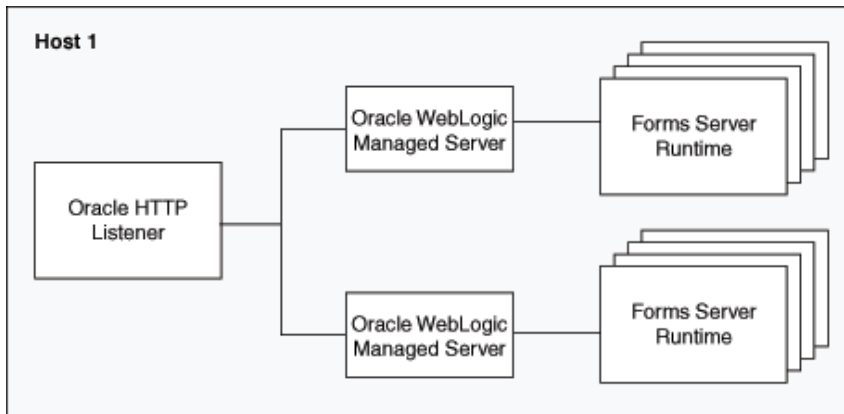 Host 1
Oracle WebLogic
Managed Server
Forms Server
Runtime
Oracle HTTP
Listener
Oracle WebLogic
Managed Server
Forms Server
Runtime